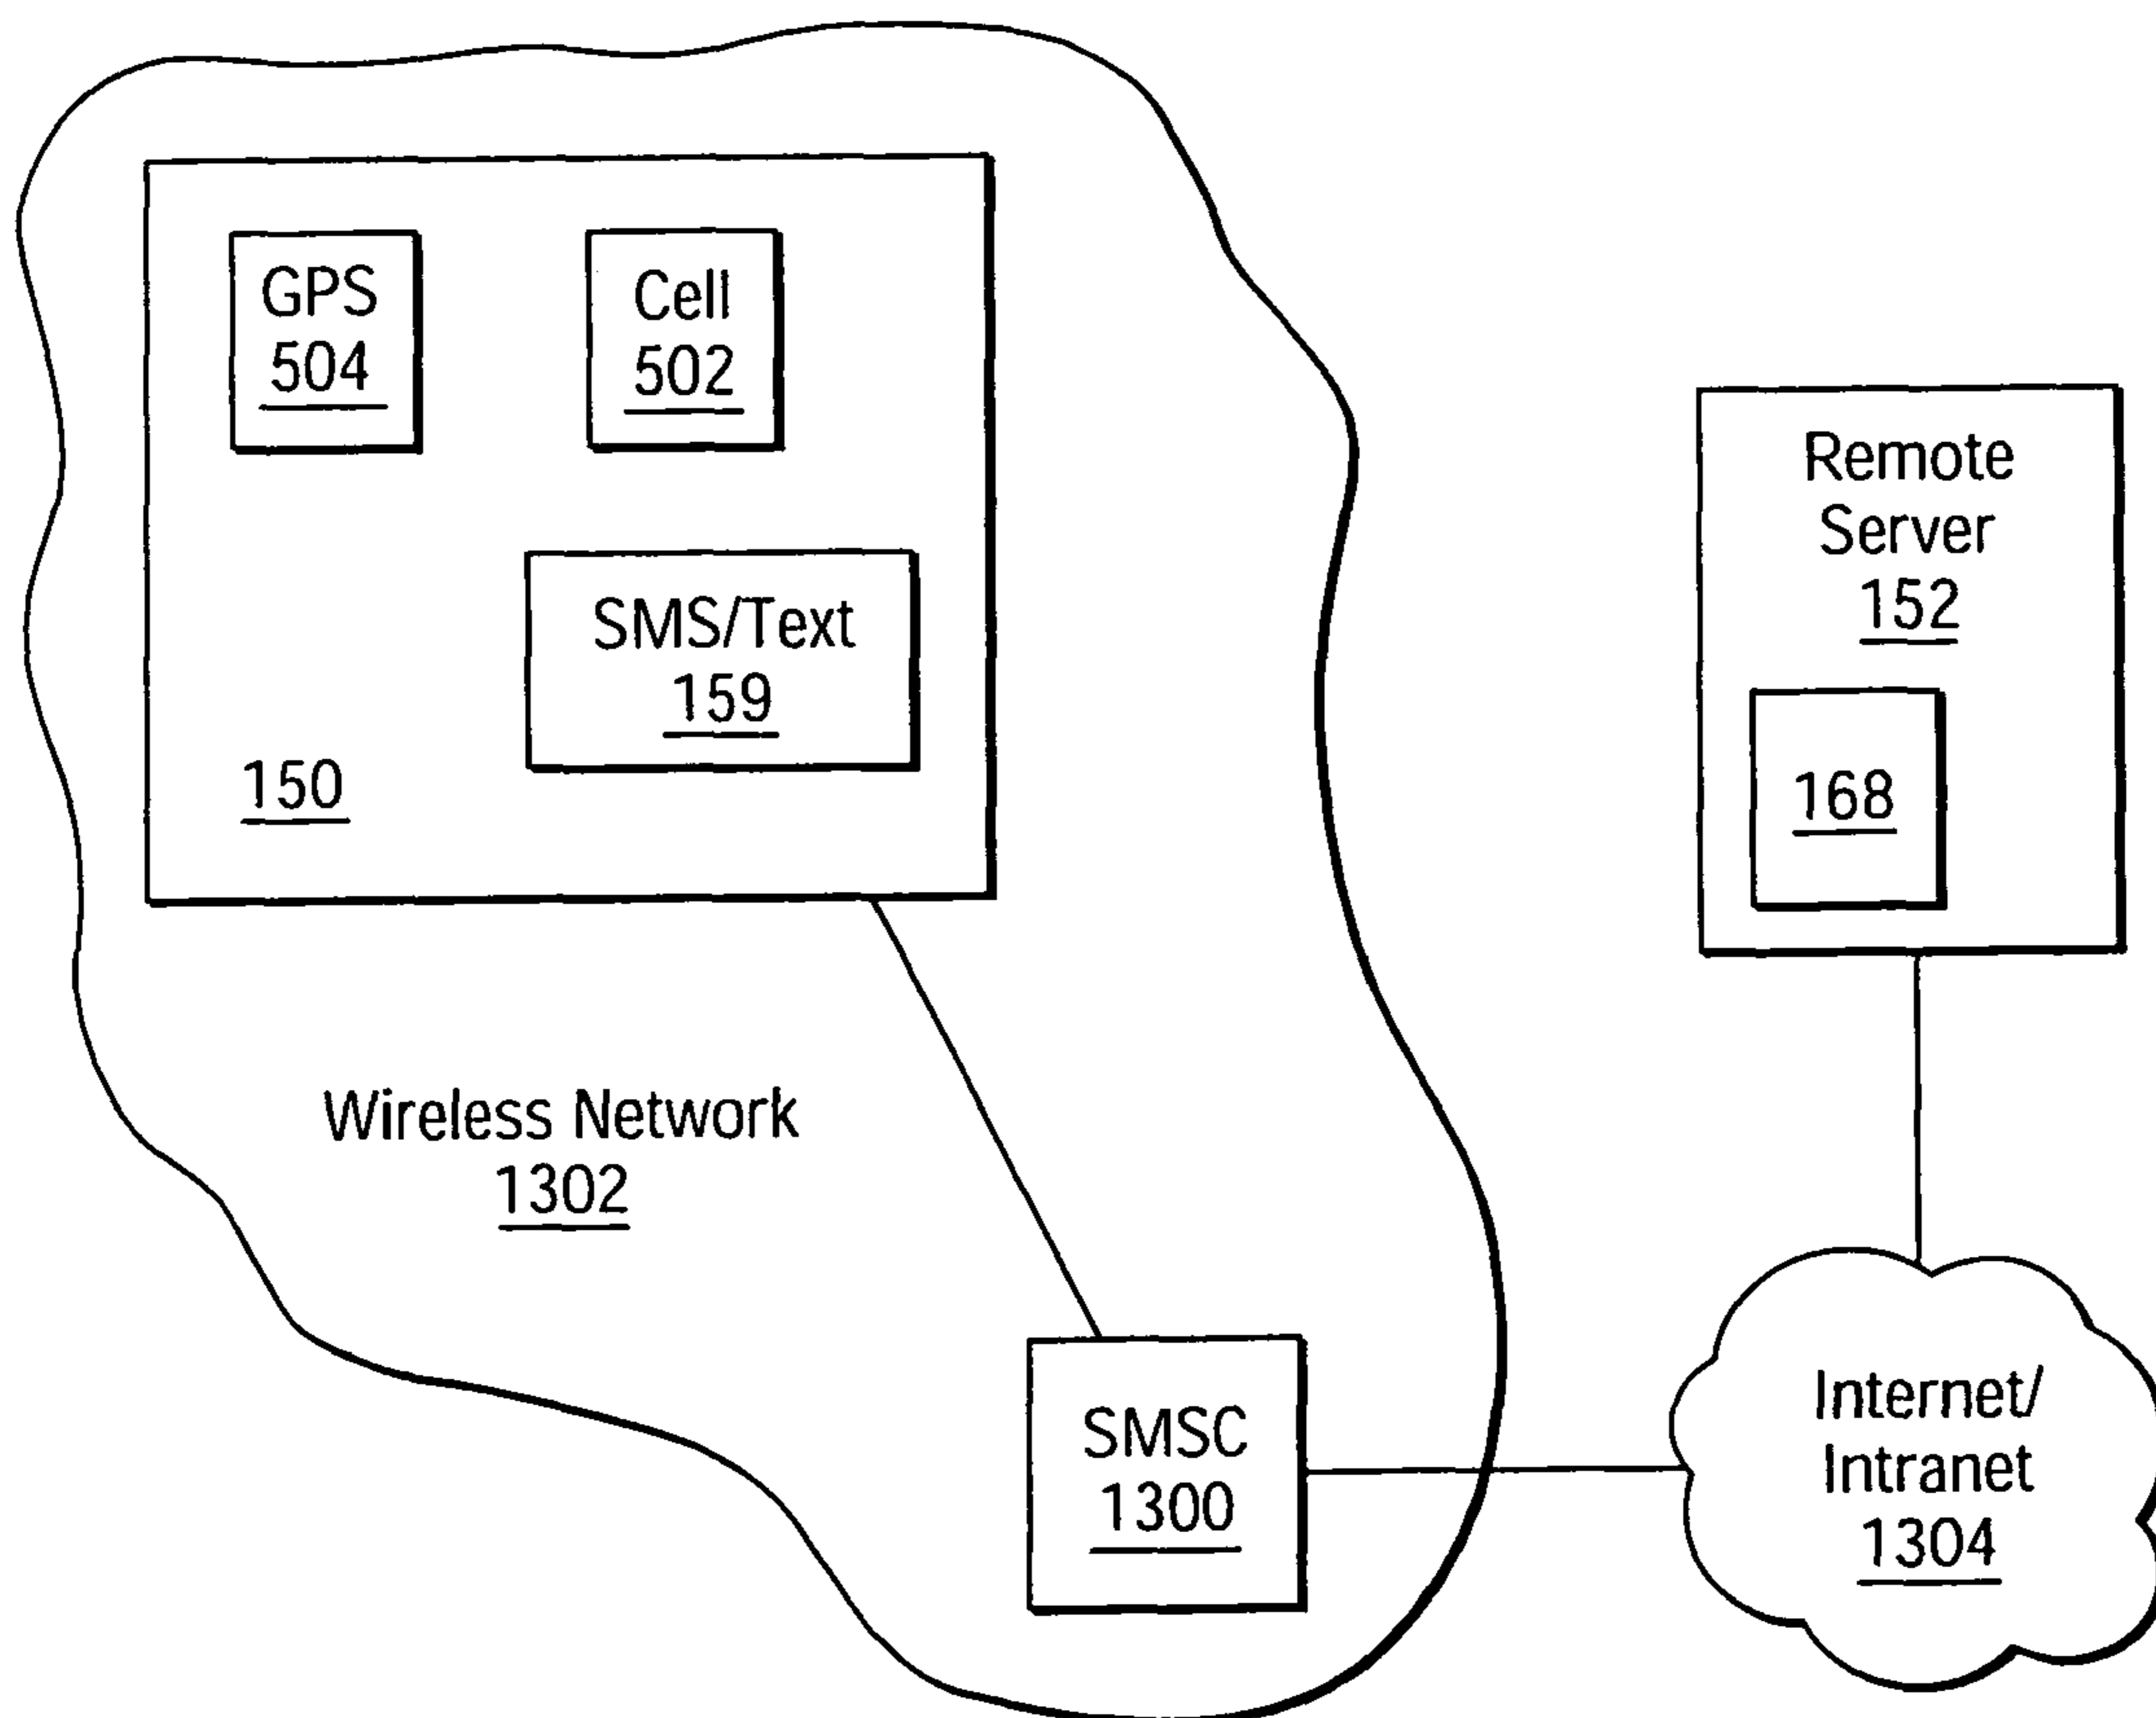 GPS
504
Cell
502
SMS/Text
159
150
Remote
Server
152
168
Wireless Network
1302
SMSC
1300
Internet/
Intranet
1304